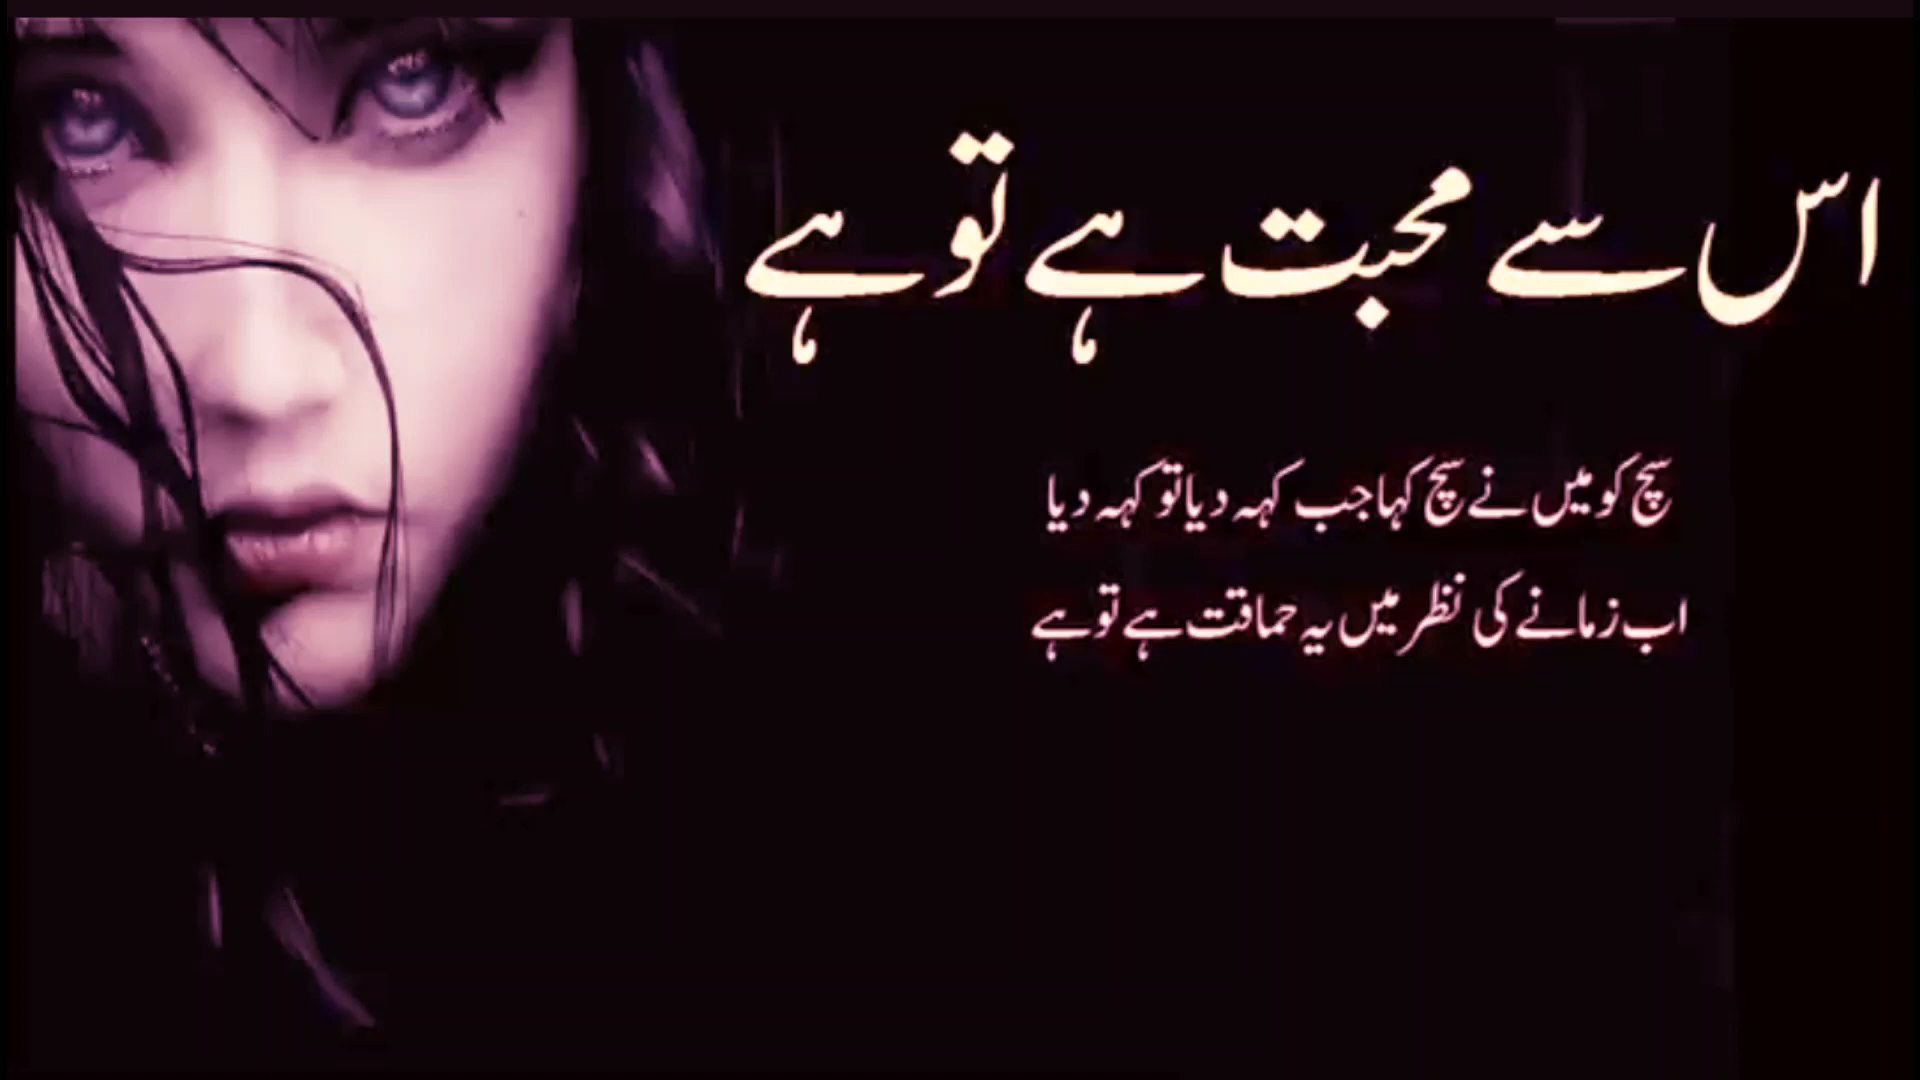 اس سے محبت ہے تو ہے
سچ کو میں نے سچ کہا جب کہہ دیا تو کہہ دیا
اب زمانے کی نظر میں یہ حماقت ہے تو ہے